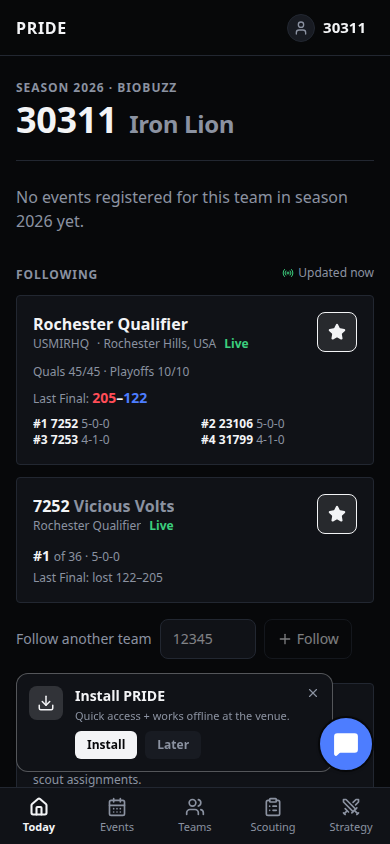 PRIDE
30311
SEASON 2026 · BIOBUZZ
30311 Iron Lion
No events registered for this team in season
2026 yet.
FOLLOWING
Updated now
Rochester Qualifier
USMIRHQ · Rochester Hills, USA Live
Quals 45/45 · Playoffs 10/10
Last Final: 205–122
#1 7252 5-0-0 #2 23106 5-0-0
#3 7253 4-1-0 #4 31799 4-1-0
7252 Vicious Volts
Rochester Qualifier Live
#1 of 36 · 5-0-0
Last Final: lost 122–205
Follow another team 12345 + Follow
Install PRIDE
Quick access + works offline at the venue.
Install Later
scout assignments.
Today Events Teams Scouting Strategy